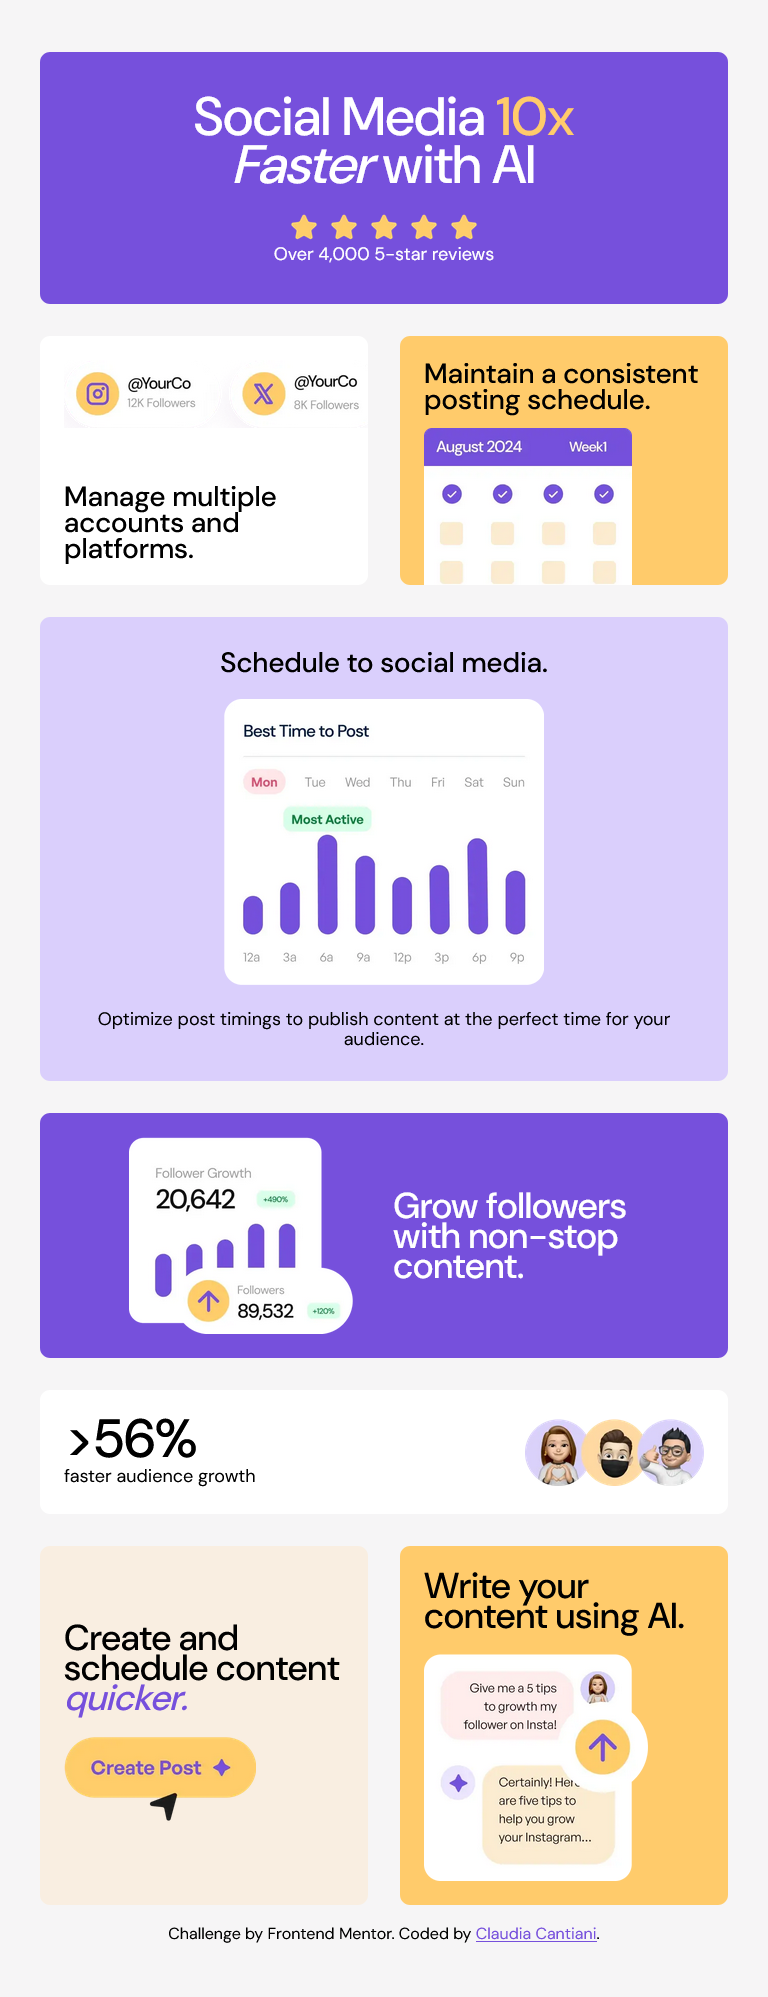 Social Media 10x
Faster with AI
Over 4,000 5-star reviews
@YourCo
12K Followers
@YourCo
8K Followers
Manage multiple
accounts and
platforms.
Maintain a consistent
posting schedule.
August 2024 Week1
Schedule to social media.
Best Time to Post
Mon Tue Wed Thu Fri Sat Sun
Most Active
12a 3a 6a 9a 12p 3p 6p 9p
Optimize post timings to publish content at the perfect time for your
audience.
Follower Growth
20,642 +490%
Followers
89,532 +120%
Grow followers
with non-stop
content.
>56%
faster audience growth
Create and
schedule content
quicker.
Create Post
Write your
content using AI.
Give me a 5 tips
to growth my
follower on Insta!
Certainly! Here
are five tips to
help you grow
your Instagram...
Challenge by Frontend Mentor. Coded by Claudia Cantiani.